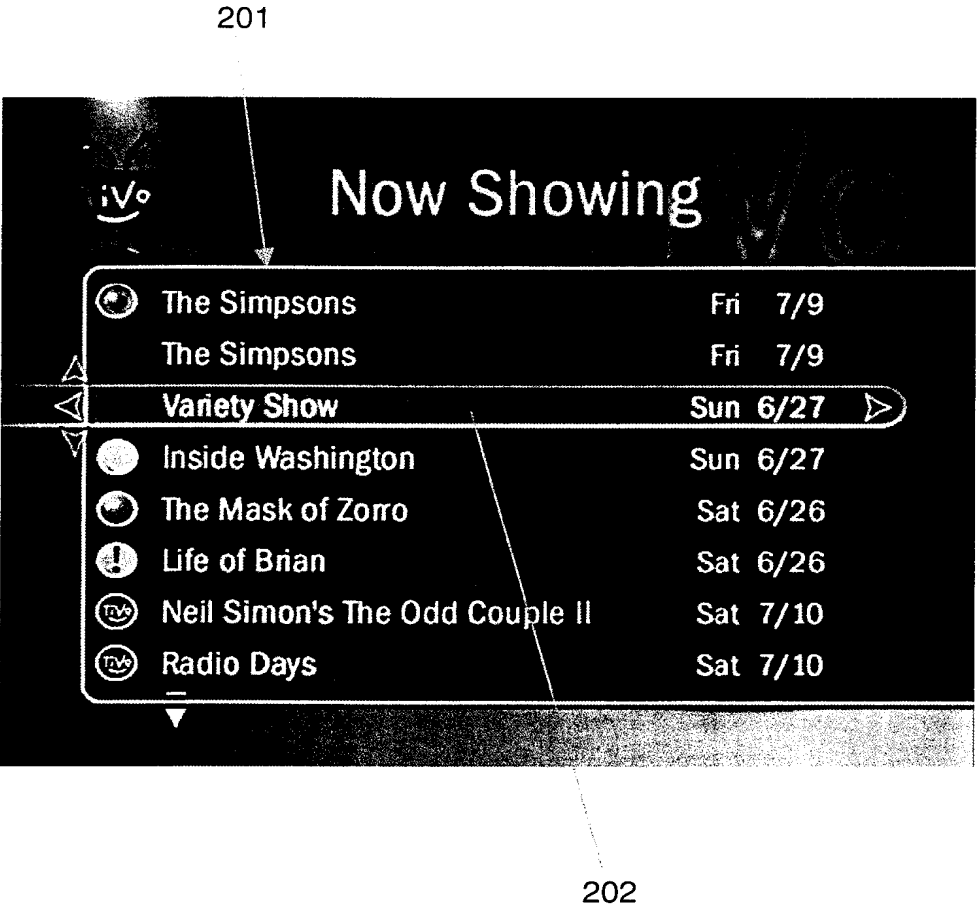 201
TiVo
Now Showing
The Simpsons Fri 7/9
The Simpsons Fri 7/9
Variety Show Sun 6/27
Inside Washington Sun 6/27
The Mask of Zorro Sat 6/26
! Life of Brian Sat 6/26
TiVo Neil Simon's The Odd Couple II Sat 7/10
TiVo Radio Days Sat 7/10
202